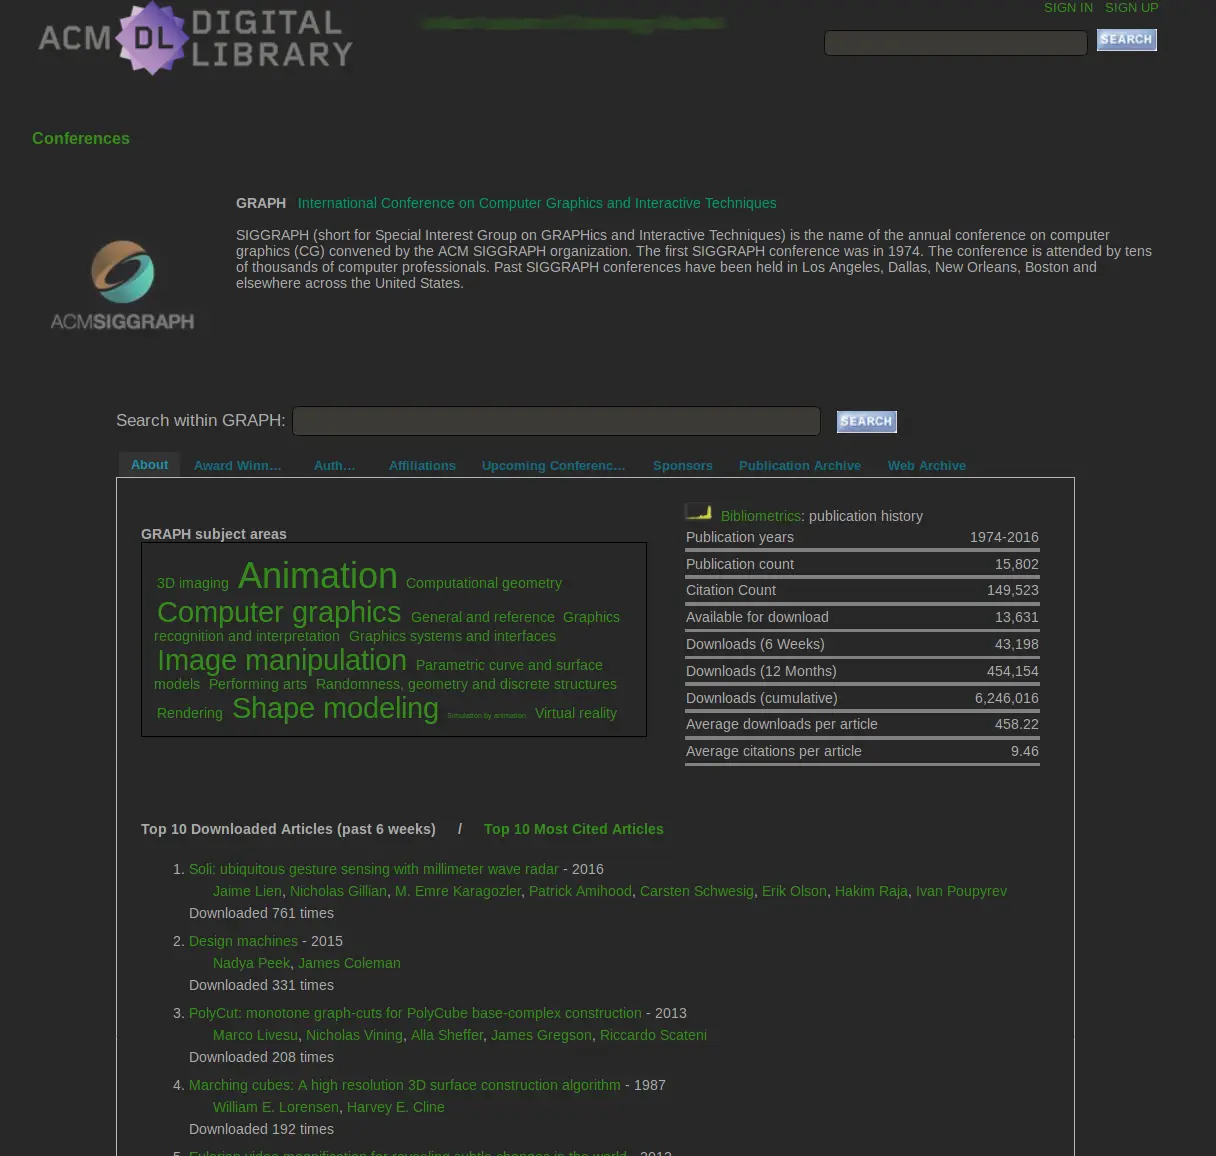 ACM DL DIGITAL LIBRARY
SIGN IN SIGN UP
SEARCH
Conferences
GRAPH International Conference on Computer Graphics and Interactive Techniques
SIGGRAPH (short for Special Interest Group on GRAPHics and Interactive Techniques) is the name of the annual conference on computer
graphics (CG) convened by the ACM SIGGRAPH organization. The first SIGGRAPH conference was in 1974. The conference is attended by tens
of thousands of computer professionals. Past SIGGRAPH conferences have been held in Los Angeles, Dallas, New Orleans, Boston and
elsewhere across the United States.
ACMSIGGRAPH
Search within GRAPH: SEARCH
About Award Winn… Auth… Affiliations Upcoming Conferenc… Sponsors Publication Archive Web Archive
GRAPH subject areas
3D imaging Animation Computational geometry
Computer graphics General and reference Graphics
recognition and interpretation Graphics systems and interfaces
Image manipulation Parametric curve and surface
models Performing arts Randomness, geometry and discrete structures
Rendering Shape modeling Simulation by animation Virtual reality
Bibliometrics: publication history
Publication years 1974-2016
Publication count 15,802
Citation Count 149,523
Available for download 13,631
Downloads (6 Weeks) 43,198
Downloads (12 Months) 454,154
Downloads (cumulative) 6,246,016
Average downloads per article 458.22
Average citations per article 9.46
Top 10 Downloaded Articles (past 6 weeks) / Top 10 Most Cited Articles
1. Soli: ubiquitous gesture sensing with millimeter wave radar - 2016
Jaime Lien, Nicholas Gillian, M. Emre Karagozler, Patrick Amihood, Carsten Schwesig, Erik Olson, Hakim Raja, Ivan Poupyrev
Downloaded 761 times
2. Design machines - 2015
Nadya Peek, James Coleman
Downloaded 331 times
3. PolyCut: monotone graph-cuts for PolyCube base-complex construction - 2013
Marco Livesu, Nicholas Vining, Alla Sheffer, James Gregson, Riccardo Scateni
Downloaded 208 times
4. Marching cubes: A high resolution 3D surface construction algorithm - 1987
William E. Lorensen, Harvey E. Cline
Downloaded 192 times
5. Eulerian video magnification for revealing subtle changes in the world - 2012